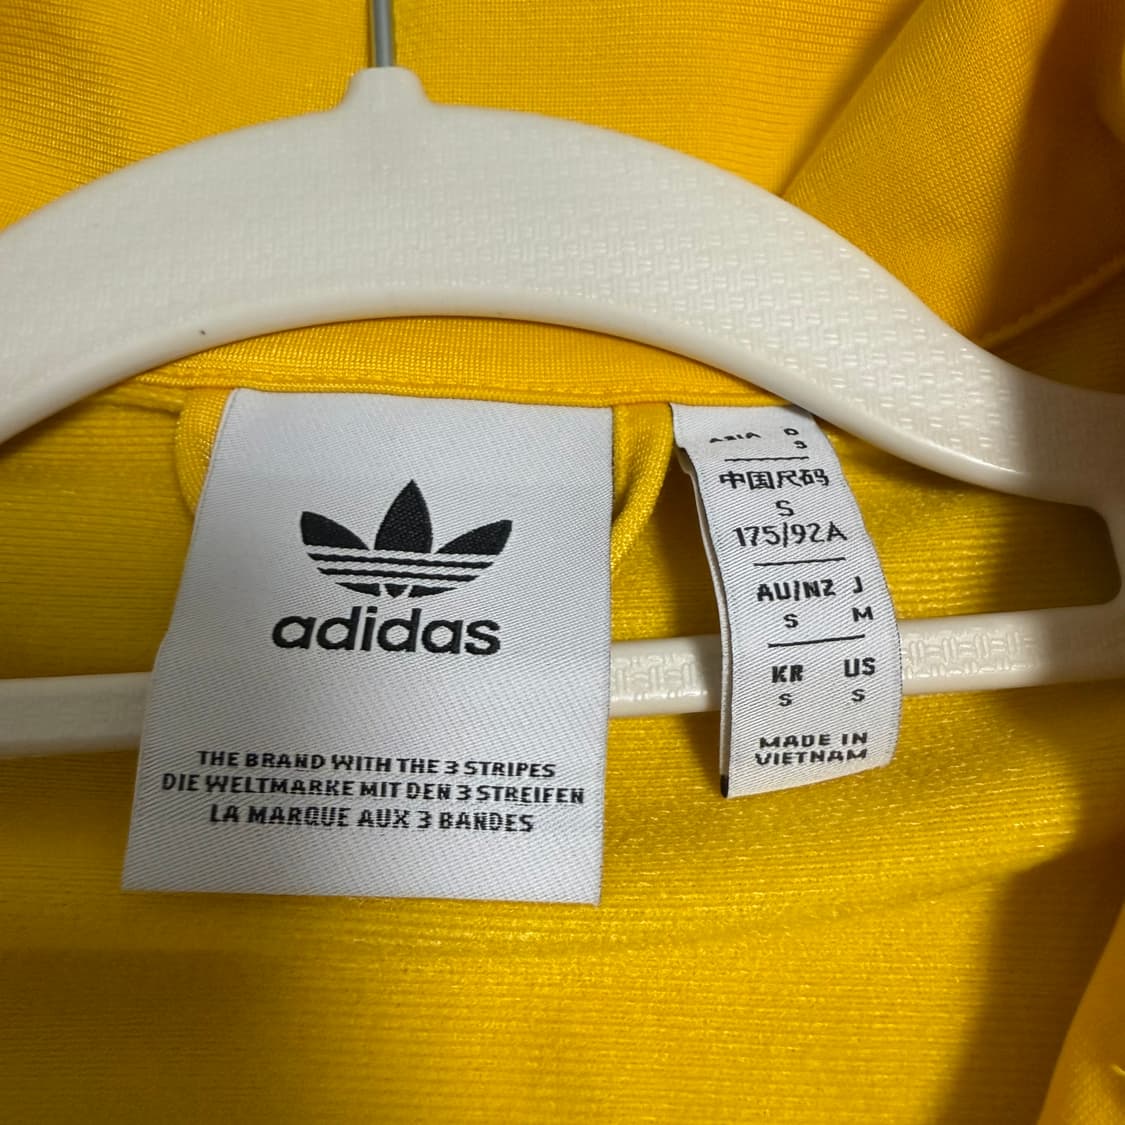 adidas
THE BRAND WITH THE 3 STRIPES
DIE WELTMARKE MIT DEN 3 STREIFEN
LA MARQUE AUX 3 BANDES
ASIA D
S
中国尺码
S
175/92A
AU/NZ J
S M
KR US
S S
MADE IN
VIETNAM